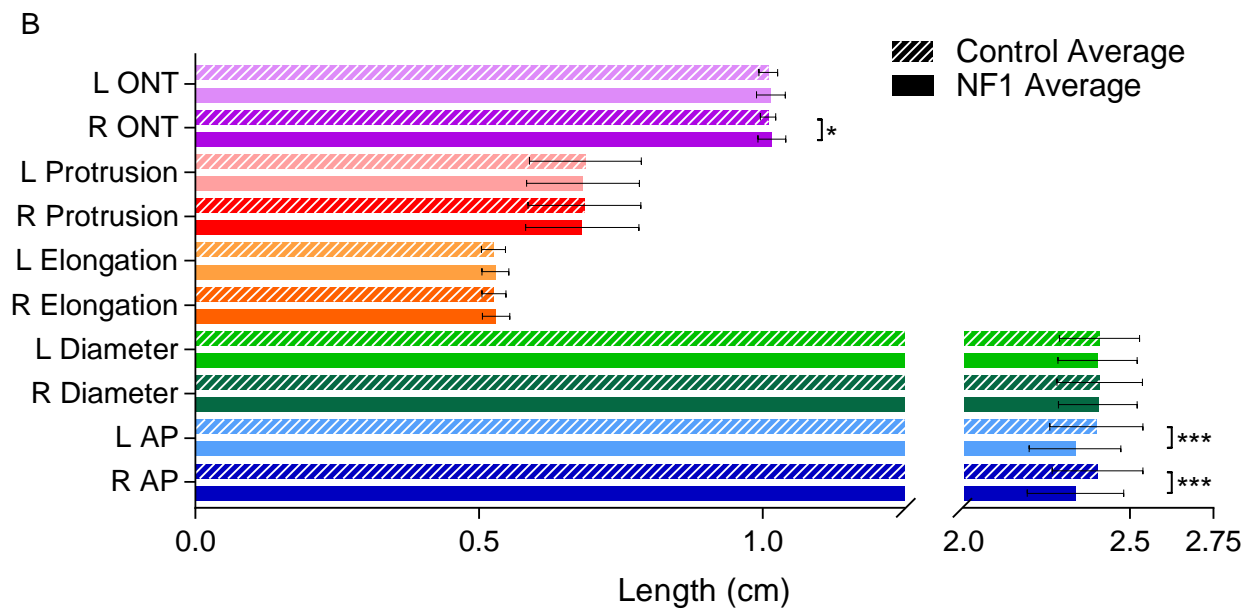 B
Control Average
NF1 Average
L ONT
R ONT
*
L Protrusion
R Protrusion
L Elongation
R Elongation
L Diameter
R Diameter
L AP
***
R AP
***
0.0 0.5 1.0 2.0 2.5 2.75
Length (cm)